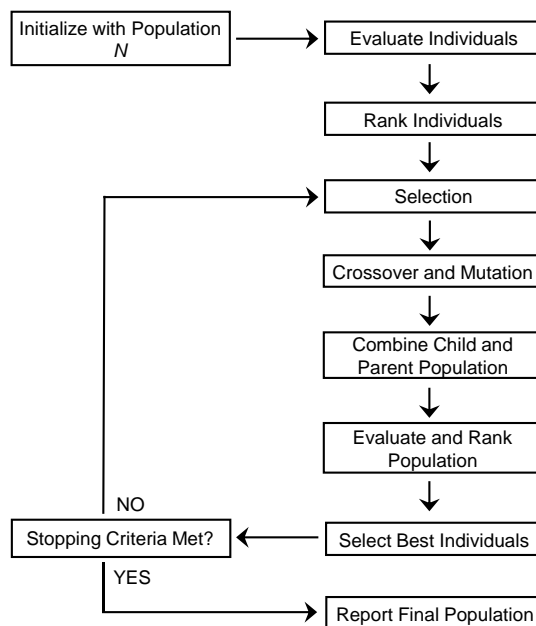 Initialize with Population
N
Evaluate Individuals
Rank Individuals
Selection
Crossover and Mutation
Combine Child and
Parent Population
Evaluate and Rank
Population
NO
Stopping Criteria Met?
Select Best Individuals
YES
Report Final Population